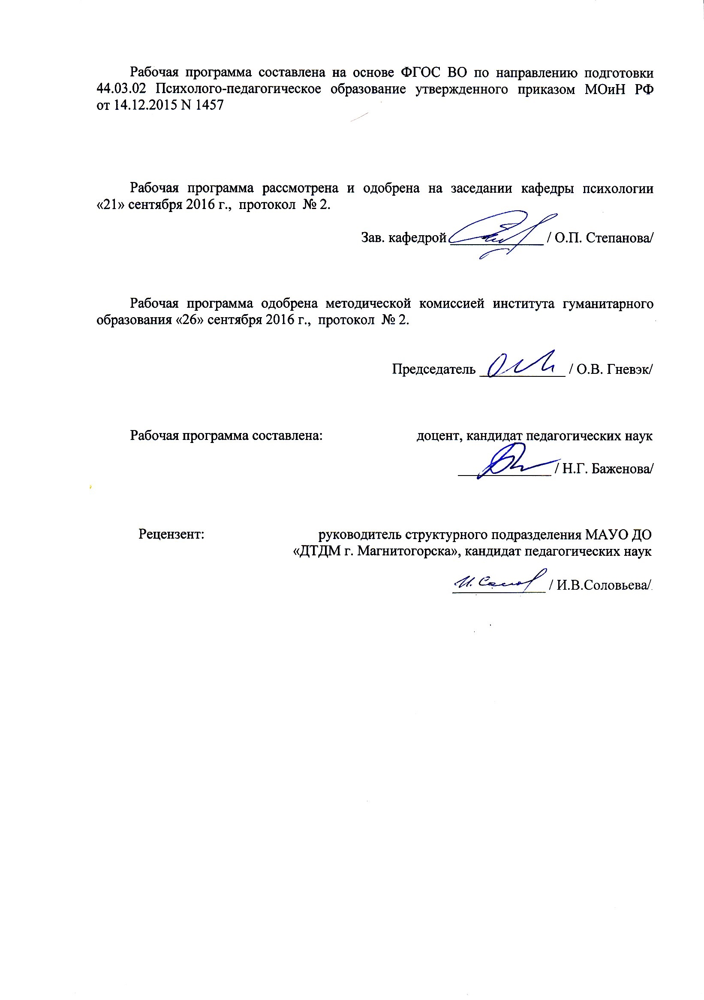 Рабочая программа составлена на основе ФГОС ВО по направлению подготовки
44.03.02 Психолого-педагогическое образование утвержденного приказом МОиН РФ
от 14.12.2015 N 1457
Рабочая программа рассмотрена и одобрена на заседании кафедры психологии
«21» сентября 2016 г., протокол № 2.
Зав. кафедрой / О.П. Степанова/
Рабочая программа одобрена методической комиссией института гуманитарного
образования «26» сентября 2016 г., протокол № 2.
Председатель / О.В. Гневэк/
Рабочая программа составлена: доцент, кандидат педагогических наук
/ Н.Г. Баженова/
Рецензент: руководитель структурного подразделения МАУО ДО
«ДТДМ г. Магнитогорска», кандидат педагогических наук
/ И.В.Соловьева/